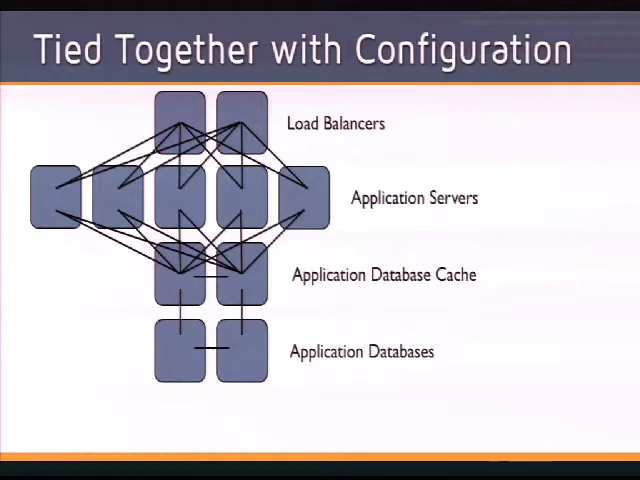 Tied Together with Configuration
Load Balancers
Application Servers
Application Database Cache
Application Databases